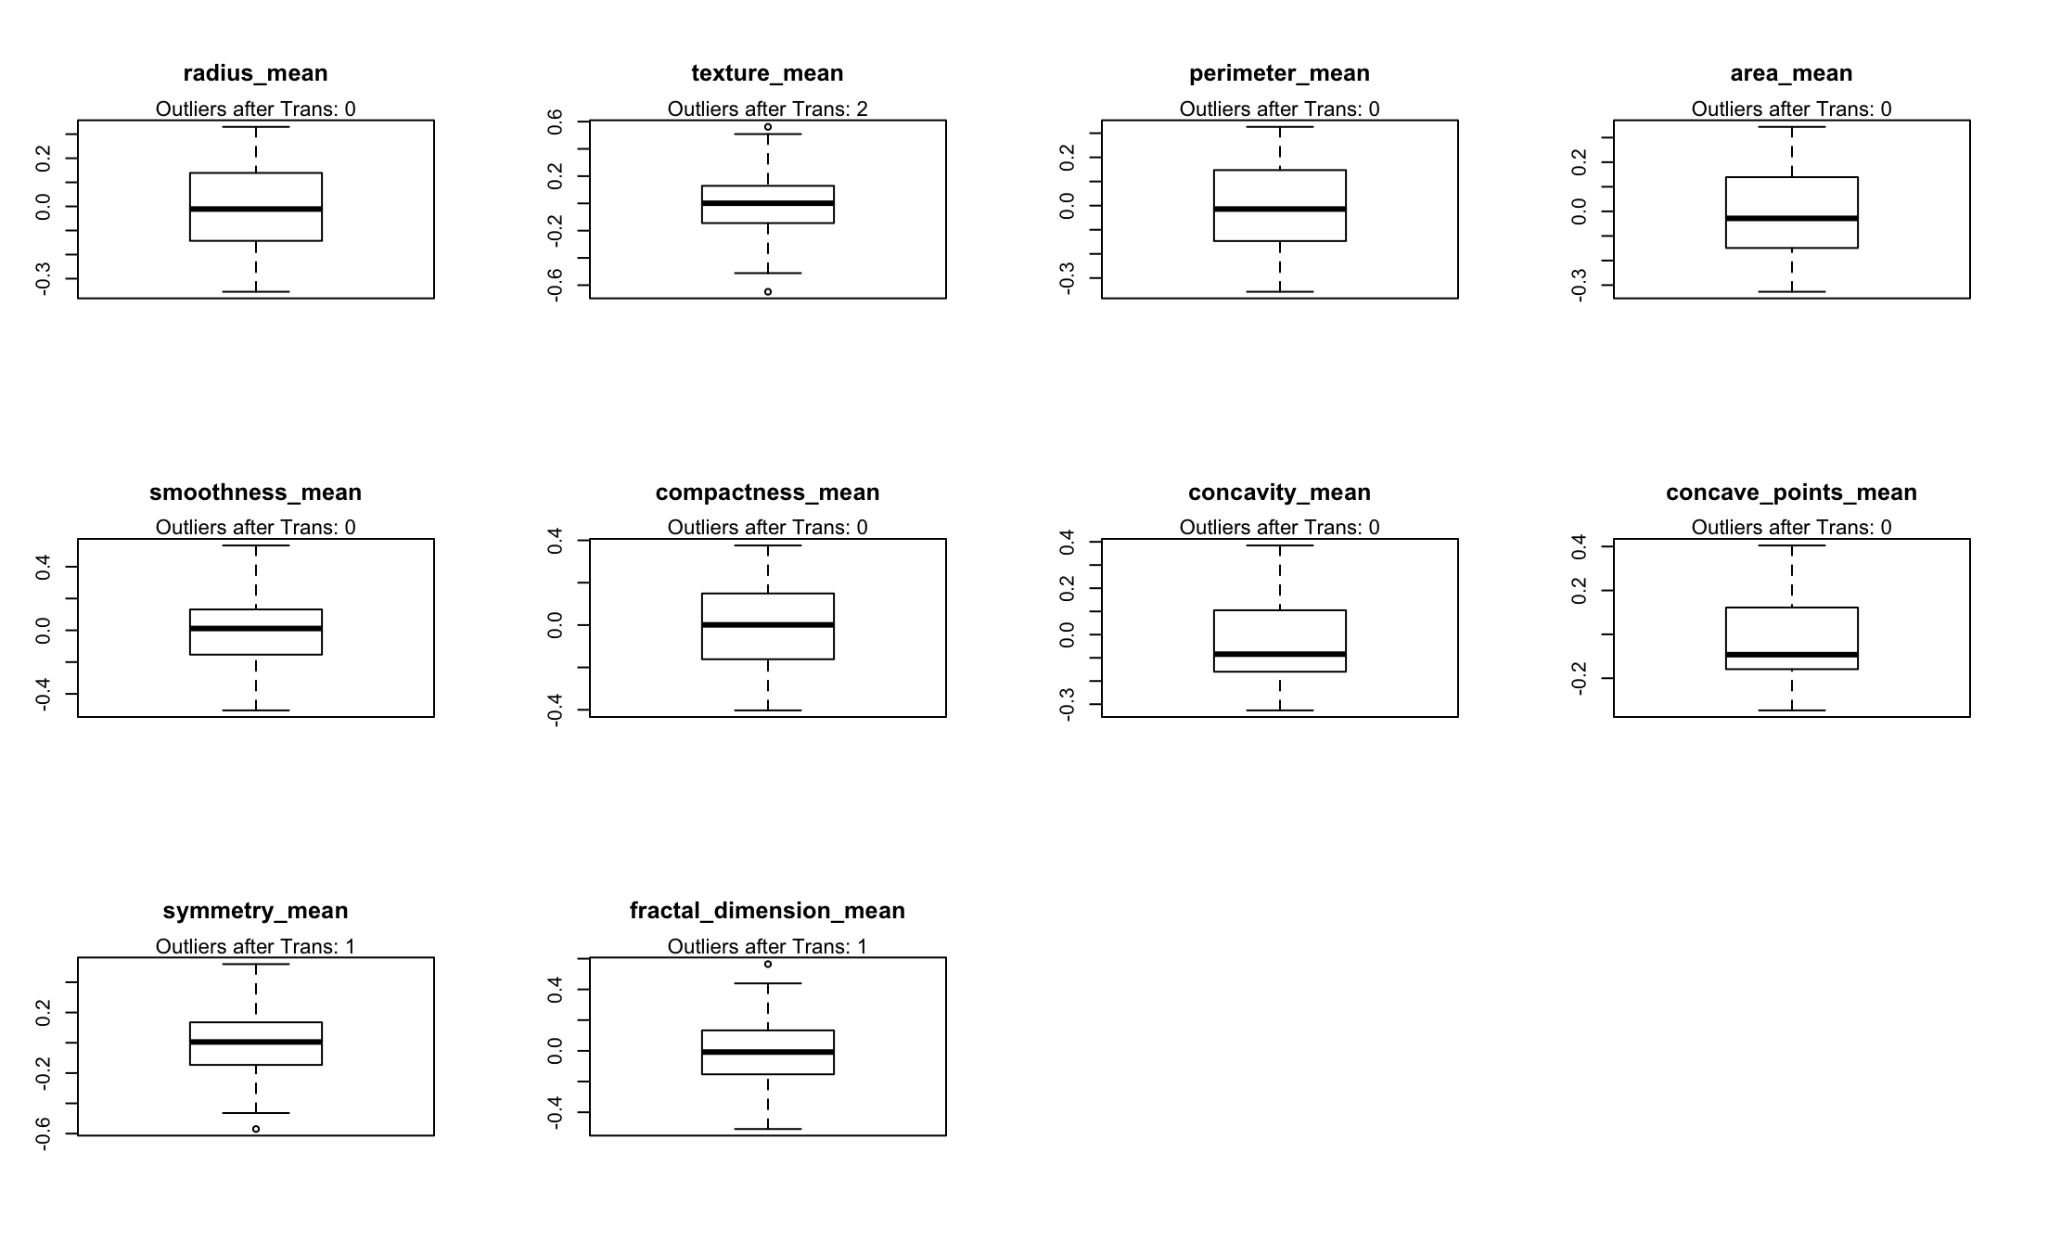 radius_mean
Outliers after Trans: 0
0.2
0.0
-0.3
texture_mean
Outliers after Trans: 2
0.6
0.2
-0.2
-0.6
perimeter_mean
Outliers after Trans: 0
0.2
0.0
-0.3
area_mean
Outliers after Trans: 0
0.2
0.0
-0.3
smoothness_mean
Outliers after Trans: 0
0.4
0.0
-0.4
compactness_mean
Outliers after Trans: 0
0.4
0.0
-0.4
concavity_mean
Outliers after Trans: 0
0.4
0.2
0.0
-0.3
concave_points_mean
Outliers after Trans: 0
0.4
0.2
-0.2
symmetry_mean
Outliers after Trans: 1
0.2
-0.2
-0.6
fractal_dimension_mean
Outliers after Trans: 1
0.4
0.0
-0.4